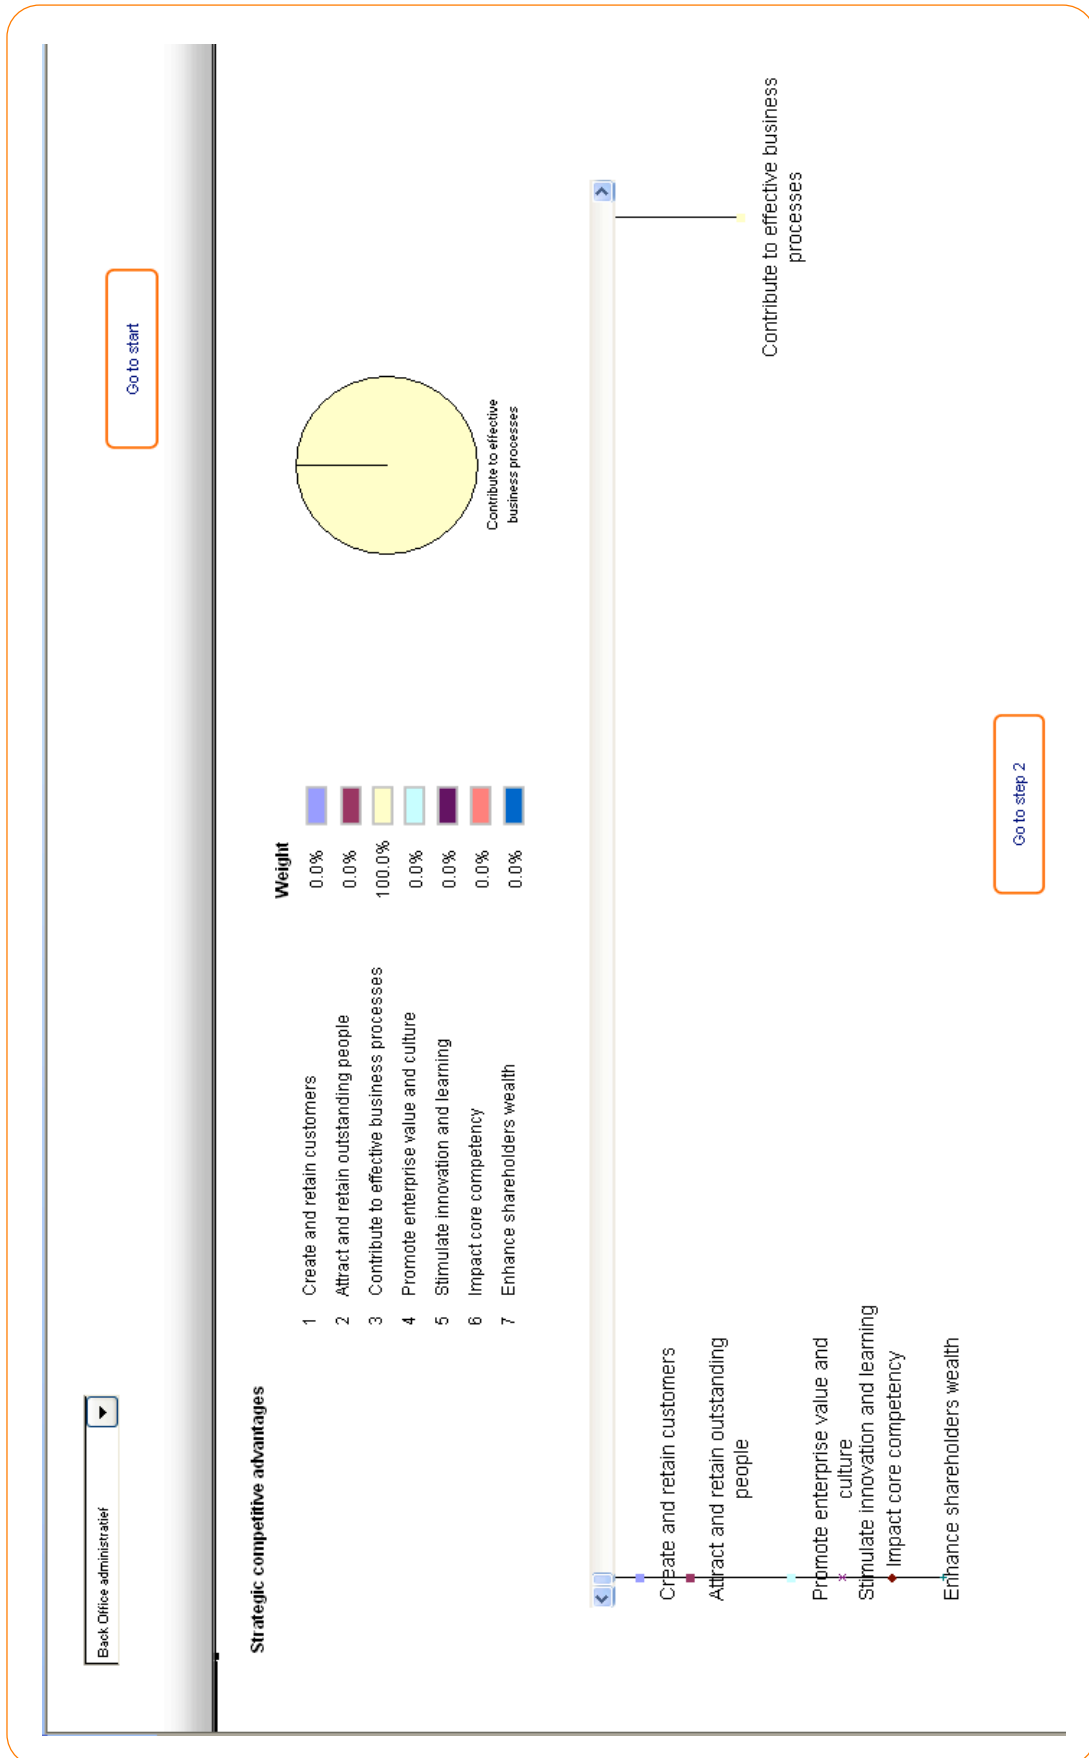 Back Office administratief
Go to start
Strategic competitive advantages
Weight
1 Create and retain customers 0.0%
2 Attract and retain outstanding people 0.0%
3 Contribute to effective business processes 100.0%
4 Promote enterprise value and culture 0.0%
5 Stimulate innovation and learning 0.0%
6 Impact core competency 0.0%
7 Enhance shareholders wealth 0.0%
Contribute to effective
business processes
Create and retain customers
Attract and retain outstanding
people
Contribute to effective business
processes
Promote enterprise value and
culture
Stimulate innovation and learning
Impact core competency
Enhance shareholders wealth
Go to step 2